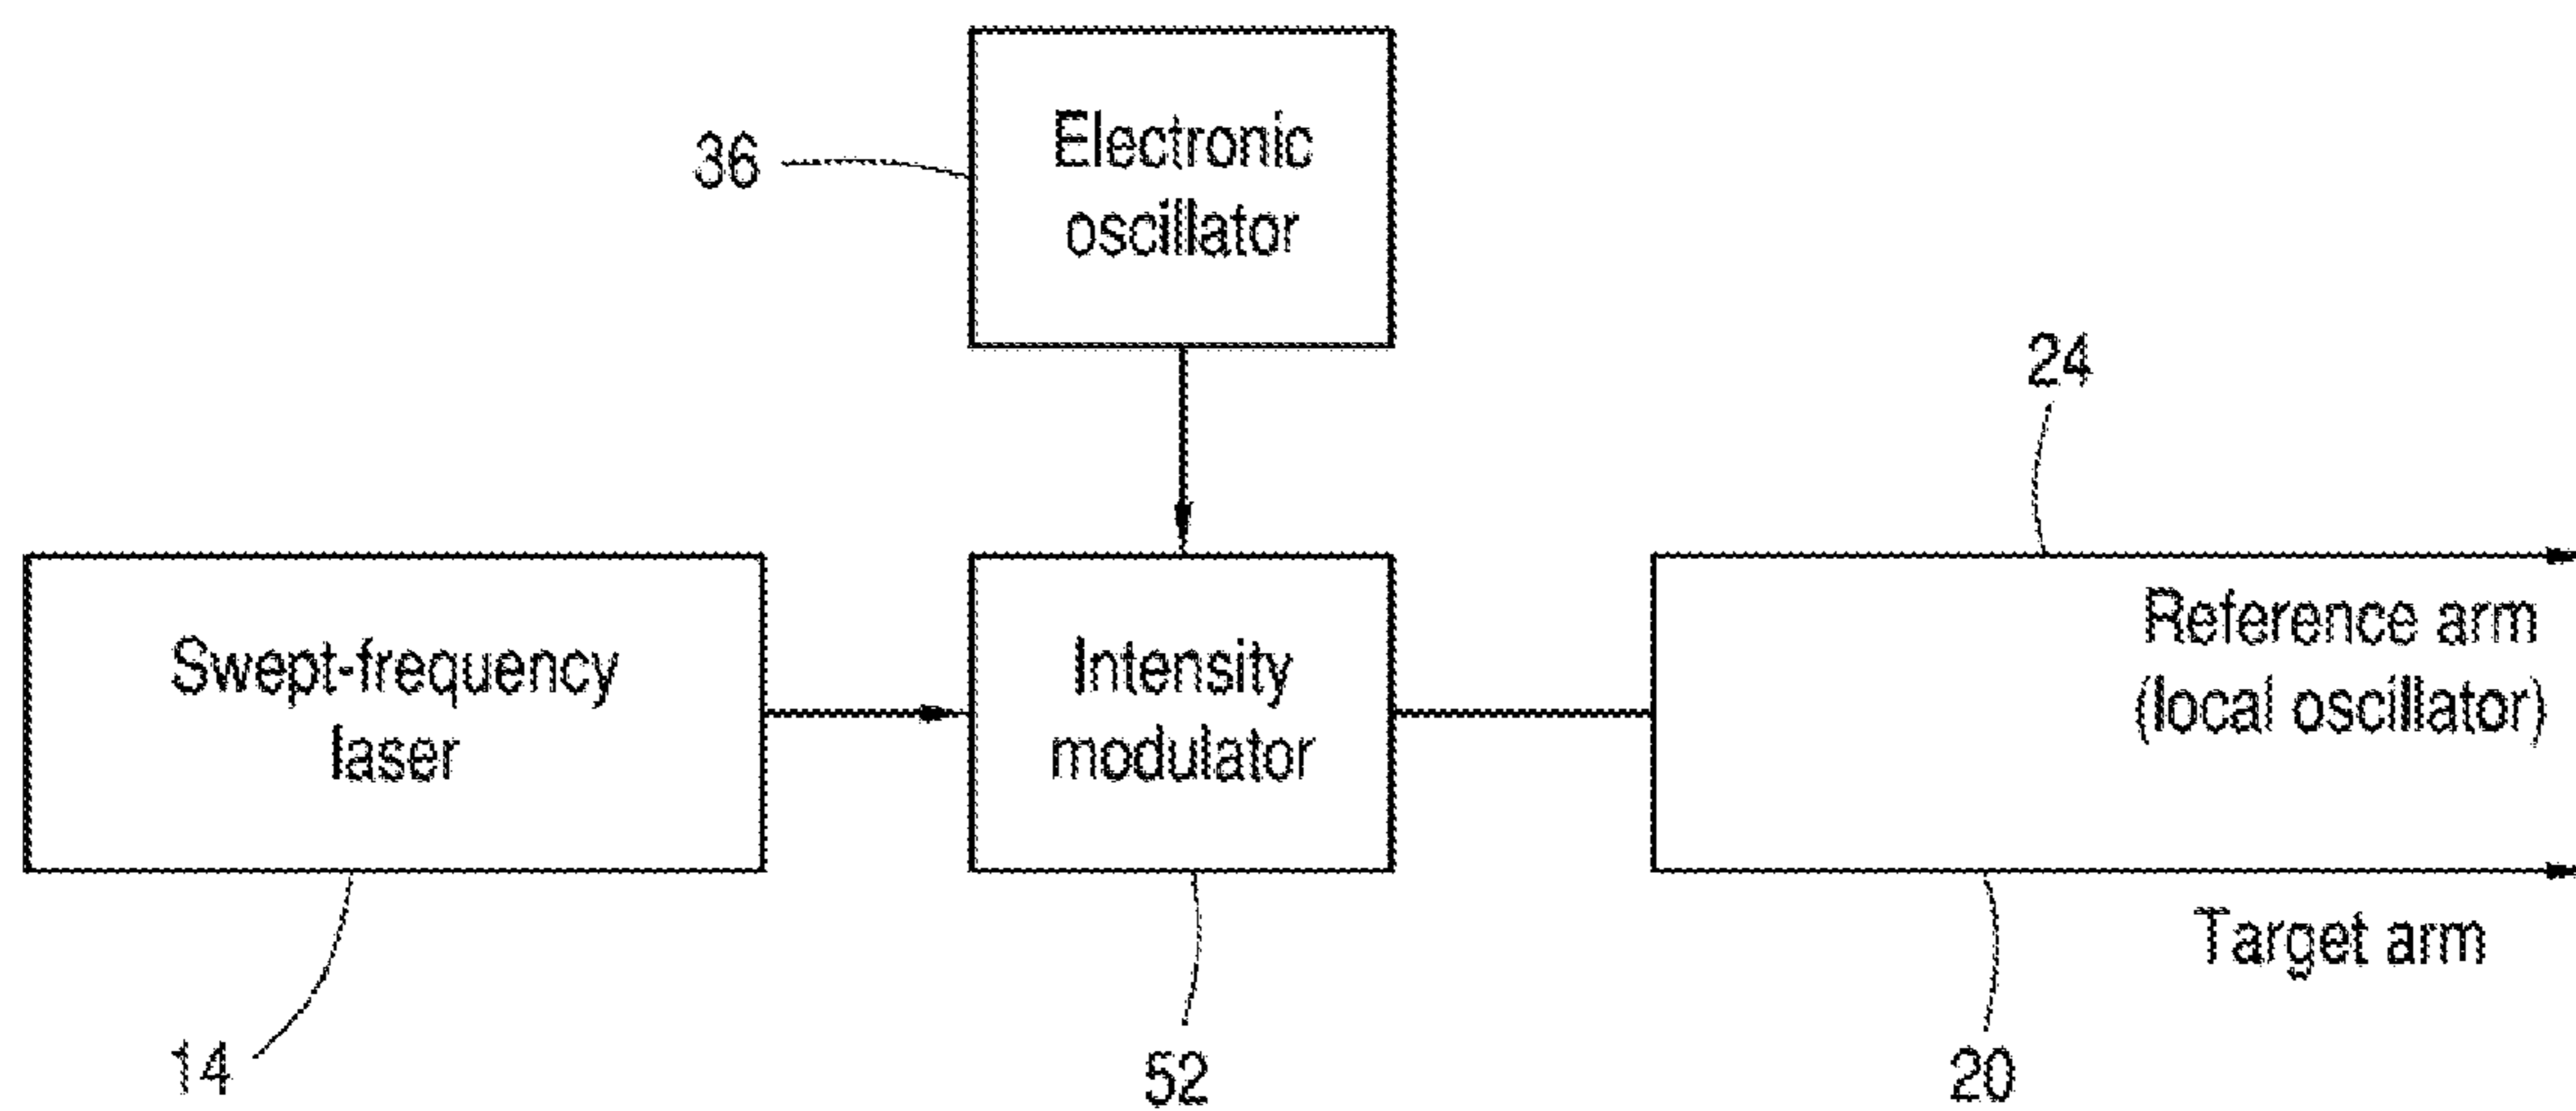 36
Electronic
oscillator
24
Swept-frequency
laser
Intensity
modulator
Reference arm
(local oscillator)
Target arm
14
52
20